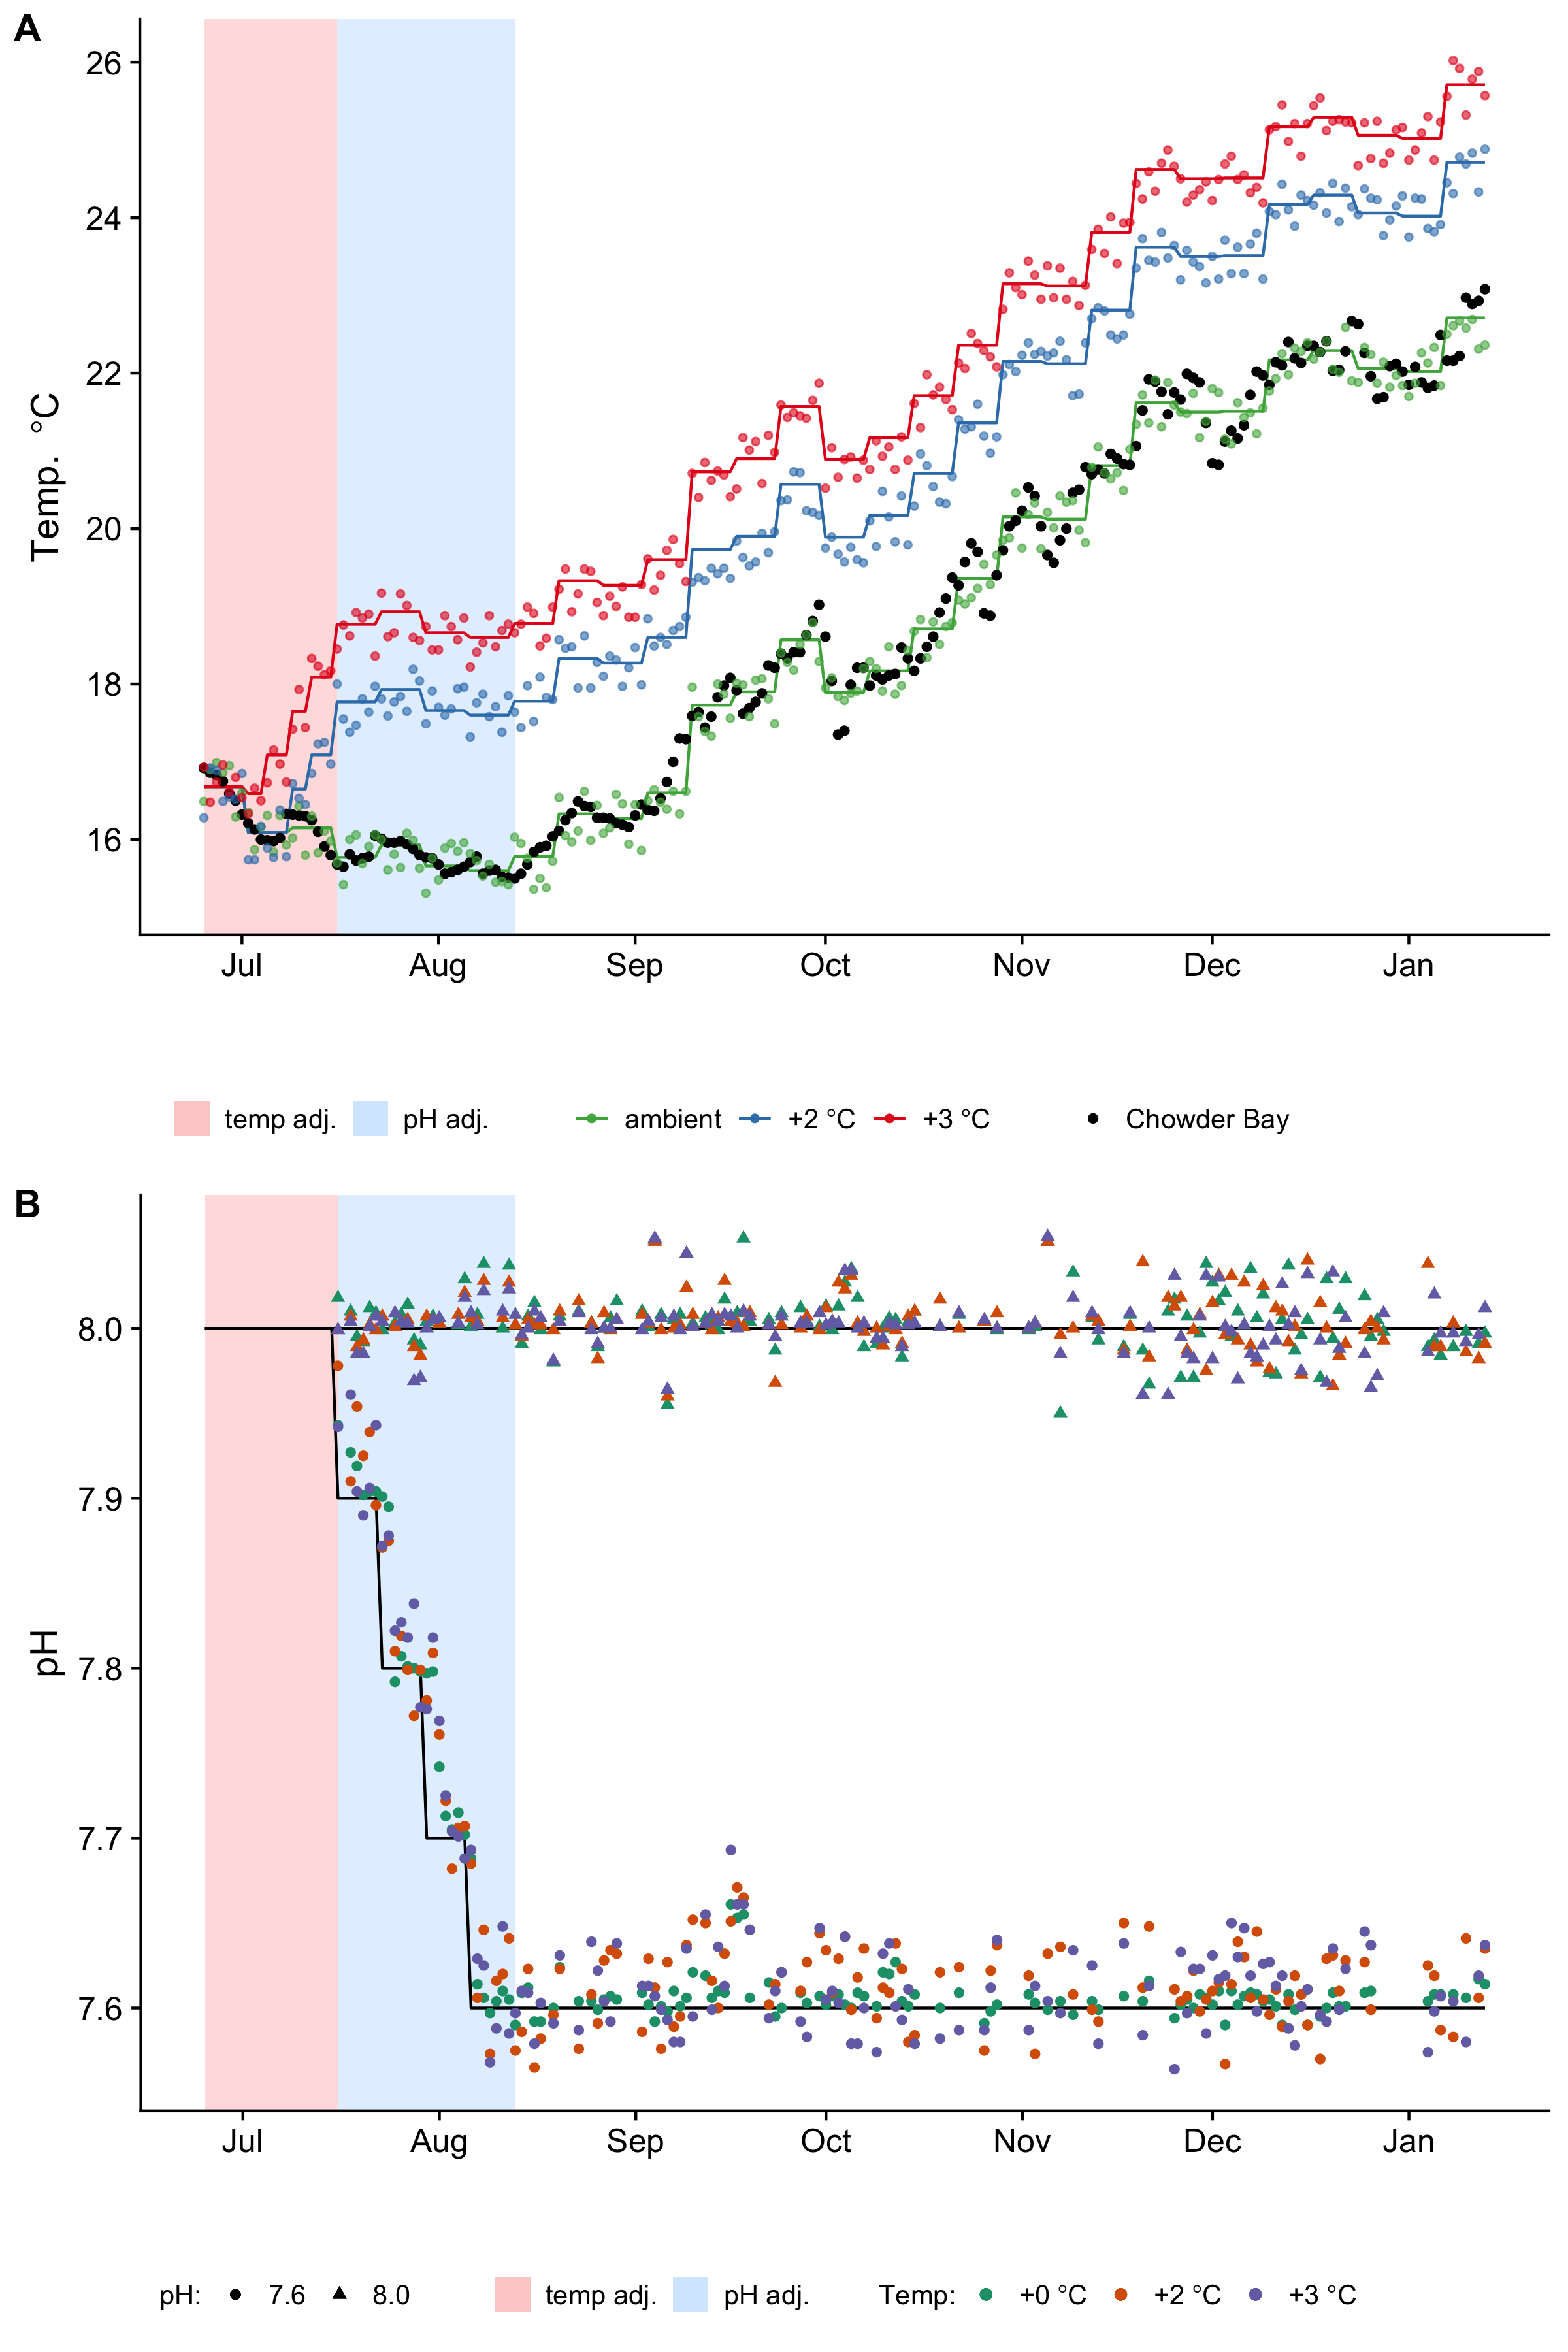 A
26
24
22
20
18
16
Temp. °C
Jul Aug Sep Oct Nov Dec Jan
temp adj. pH adj. ambient +2 °C +3 °C Chowder Bay
B
8.0
7.9
7.8
7.7
7.6
pH
Jul Aug Sep Oct Nov Dec Jan
pH: 7.6 8.0 temp adj. pH adj. Temp: +0 °C +2 °C +3 °C